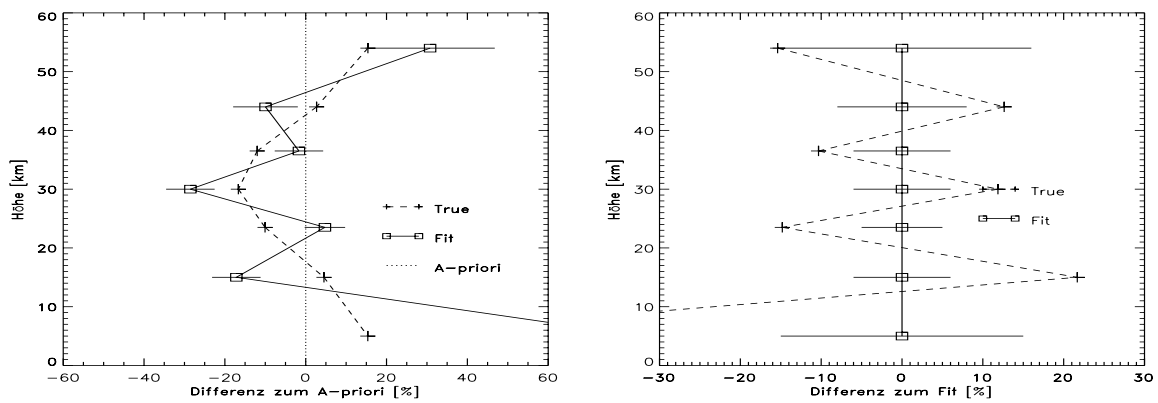 60
50
40
30
20
10
0
Höhe [km]
−60 −40 −20 0 20 40 60
Differenz zum A−priori [%]
True
Fit
A−priori
60
50
40
30
20
10
0
Höhe [km]
−30 −20 −10 0 10 20 30
Differenz zum Fit [%]
True
Fit